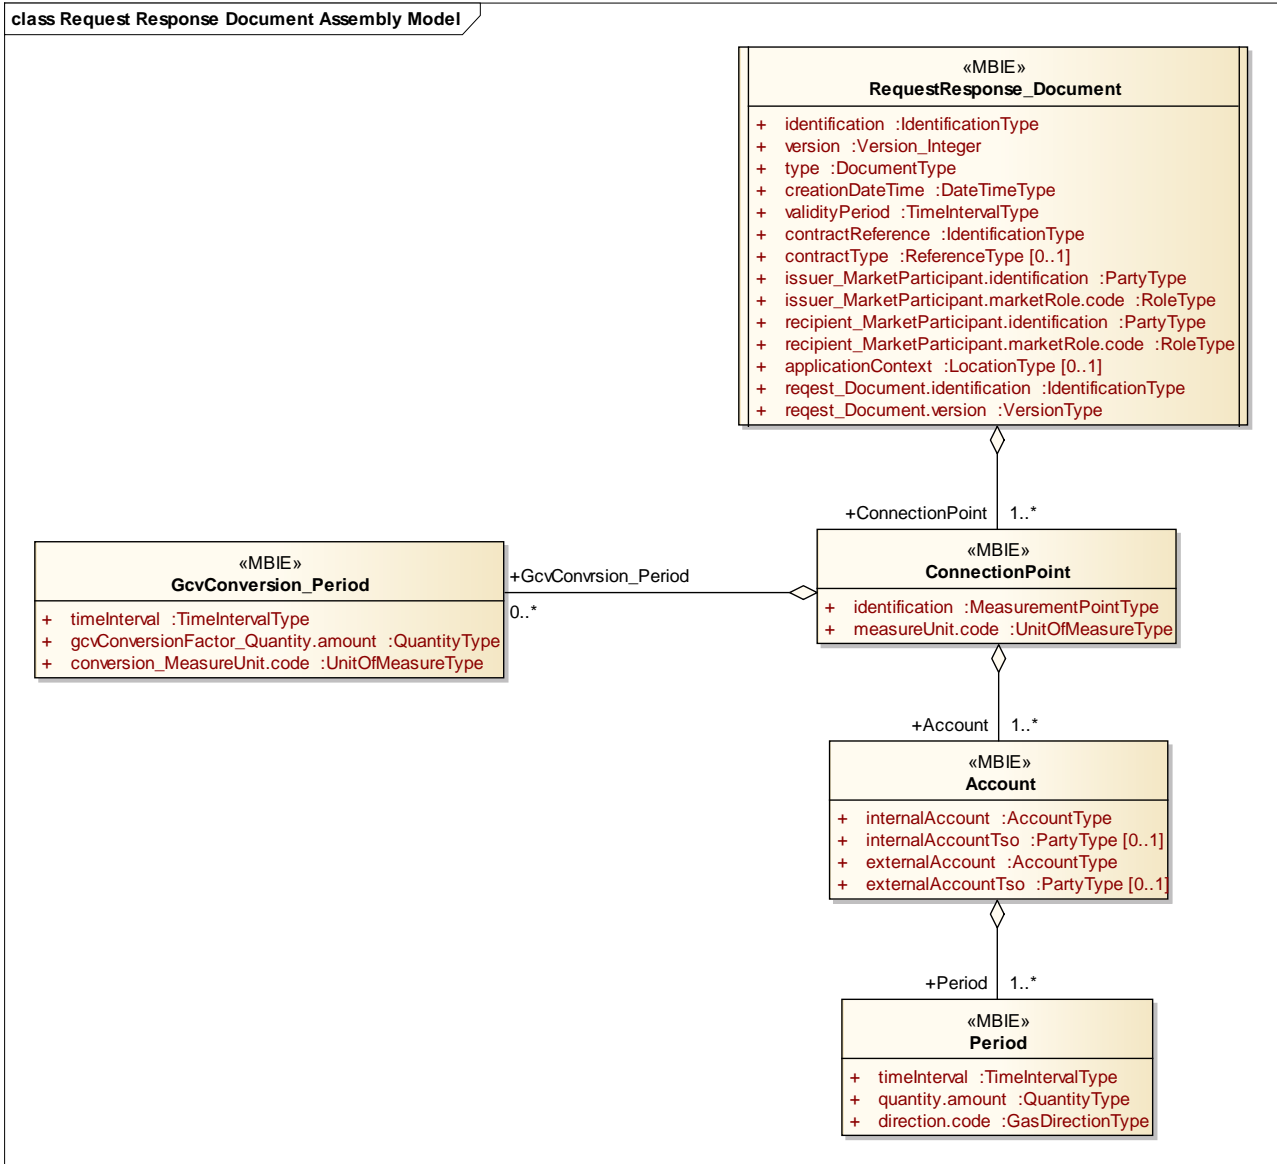 class Request Response Document Assembly Model
«MBIE»
RequestResponse_Document
+ identification :IdentificationType
+ version :Version_Integer
+ type :DocumentType
+ creationDateTime :DateTimeType
+ validityPeriod :TimeIntervalType
+ contractReference :IdentificationType
+ contractType :ReferenceType [0..1]
+ issuer_MarketParticipant.identification :PartyType
+ issuer_MarketParticipant.marketRole.code :RoleType
+ recipient_MarketParticipant.identification :PartyType
+ recipient_MarketParticipant.marketRole.code :RoleType
+ applicationContext :LocationType [0..1]
+ reqest_Document.identification :IdentificationType
+ reqest_Document.version :VersionType
+ConnectionPoint 1..*
«MBIE»
GcvConversion_Period
+ timeInterval :TimeIntervalType
+ gcvConversionFactor_Quantity.amount :QuantityType
+ conversion_MeasureUnit.code :UnitOfMeasureType
+GcvConvrsion_Period
0..*
«MBIE»
ConnectionPoint
+ identification :MeasurementPointType
+ measureUnit.code :UnitOfMeasureType
+Account 1..*
«MBIE»
Account
+ internalAccount :AccountType
+ internalAccountTso :PartyType [0..1]
+ externalAccount :AccountType
+ externalAccountTso :PartyType [0..1]
+Period 1..*
«MBIE»
Period
+ timeInterval :TimeIntervalType
+ quantity.amount :QuantityType
+ direction.code :GasDirectionType